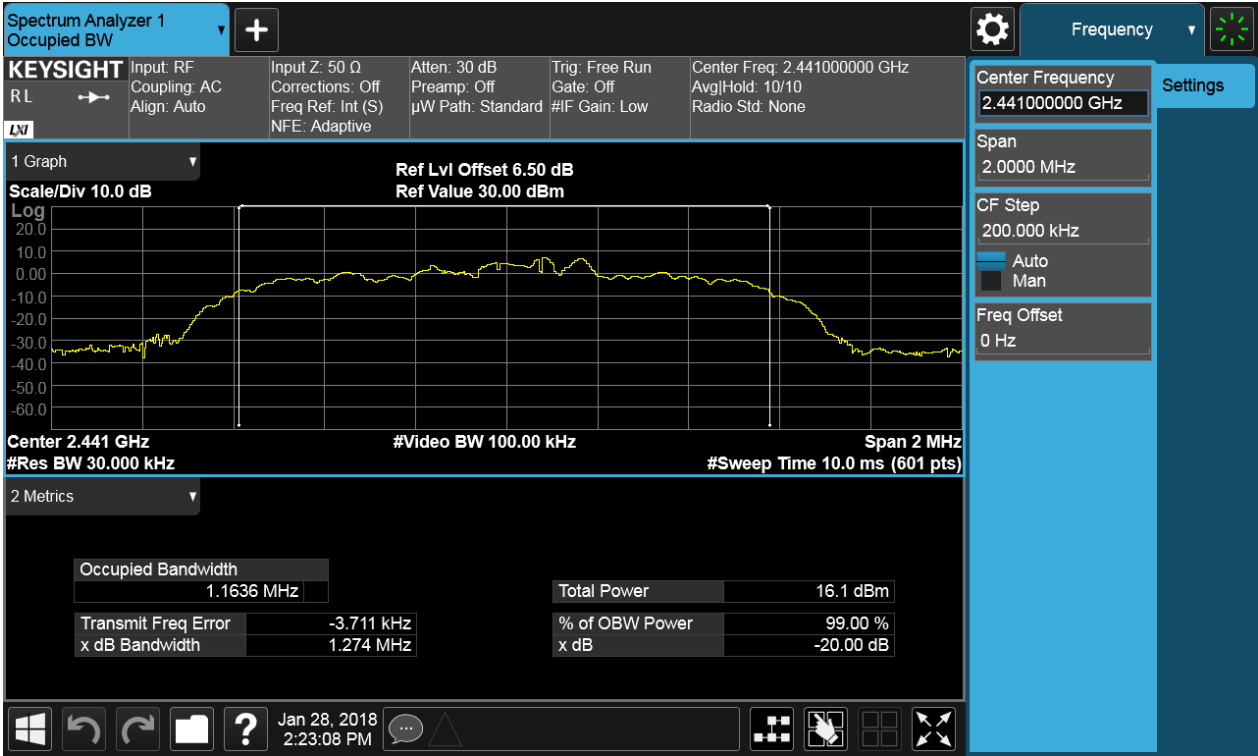 Spectrum Analyzer 1
Occupied BW
+
Frequency
KEYSIGHT
R L
LXI
Input: RF
Coupling: AC
Align: Auto
Input Z: 50 Ω
Corrections: Off
Freq Ref: Int (S)
NFE: Adaptive
Atten: 30 dB
Preamp: Off
µW Path: Standard
Trig: Free Run
Gate: Off
#IF Gain: Low
Center Freq: 2.441000000 GHz
Avg|Hold: 10/10
Radio Std: None
Center Frequency
2.441000000 GHz
Settings
Span
2.0000 MHz
CF Step
200.000 kHz
Auto
Man
Freq Offset
0 Hz
1 Graph
Scale/Div 10.0 dB
Ref Lvl Offset 6.50 dB
Ref Value 30.00 dBm
Log
20.0
10.0
0.00
-10.0
-20.0
-30.0
-40.0
-50.0
-60.0
Center 2.441 GHz
#Video BW 100.00 kHz
Span 2 MHz
#Res BW 30.000 kHz
#Sweep Time 10.0 ms (601 pts)
2 Metrics
Occupied Bandwidth
1.1636 MHz
Total Power 16.1 dBm
Transmit Freq Error -3.711 kHz
% of OBW Power 99.00 %
x dB Bandwidth 1.274 MHz
x dB -20.00 dB
?
Jan 28, 2018
2:23:08 PM